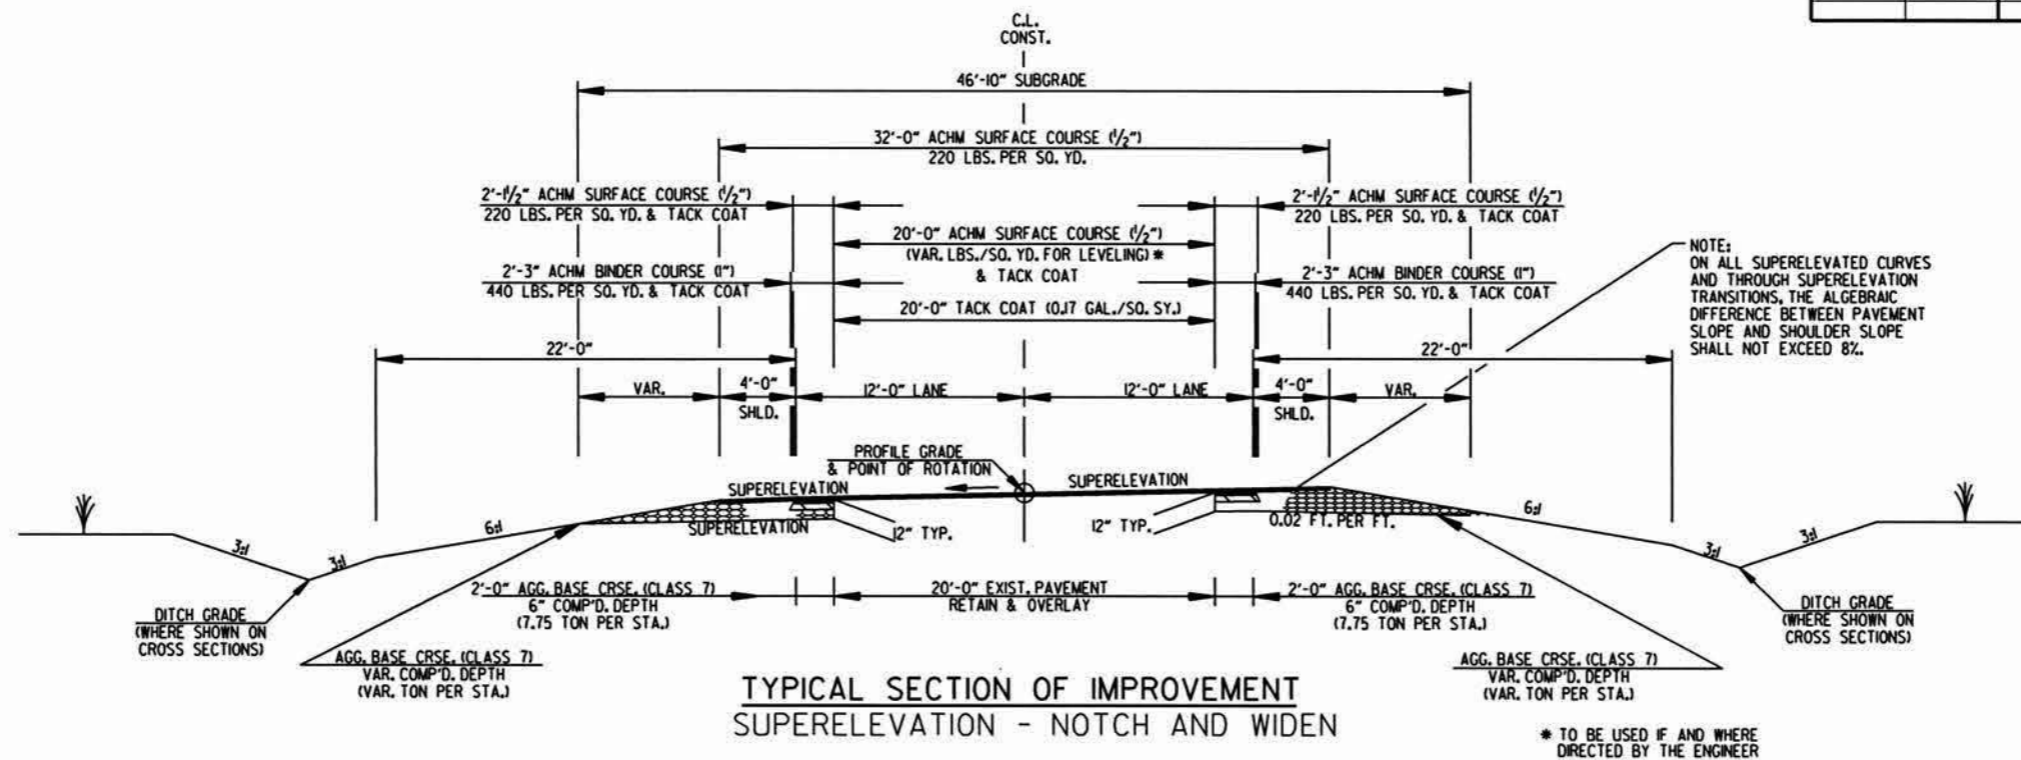 C.L.
CONST.
46'-10" SUBGRADE
32'-0" ACHM SURFACE COURSE (1/2")
220 LBS. PER SQ. YD.
2'-1 1/2" ACHM SURFACE COURSE (1/2")
220 LBS. PER SQ. YD. & TACK COAT
2'-1 1/2" ACHM SURFACE COURSE (1/2")
220 LBS. PER SQ. YD. & TACK COAT
20'-0" ACHM SURFACE COURSE (1/2")
(VAR. LBS./SQ. YD. FOR LEVELING) *
& TACK COAT
2'-3" ACHM BINDER COURSE (1")
440 LBS. PER SQ. YD. & TACK COAT
2'-3" ACHM BINDER COURSE (1")
440 LBS. PER SQ. YD. & TACK COAT
20'-0" TACK COAT (0.17 GAL./SQ. SY.)
NOTE:
ON ALL SUPERELEVATED CURVES
AND THROUGH SUPERELEVATION
TRANSITIONS, THE ALGEBRAIC
DIFFERENCE BETWEEN PAVEMENT
SLOPE AND SHOULDER SLOPE
SHALL NOT EXCEED 8%.
22'-0"
22'-0"
VAR.
4'-0"
SHLD.
12'-0" LANE
12'-0" LANE
4'-0"
SHLD.
VAR.
PROFILE GRADE
& POINT OF ROTATION
SUPERELEVATION
SUPERELEVATION
SUPERELEVATION
12" TYP.
12" TYP.
0.02 FT. PER FT.
6:1
6:1
3:1
3:1
3:1
3:1
2'-0" AGG. BASE CRSE. (CLASS 7)
6" COMP'D. DEPTH
(7.75 TON PER STA.)
20'-0" EXIST. PAVEMENT
RETAIN & OVERLAY
2'-0" AGG. BASE CRSE. (CLASS 7)
6" COMP'D. DEPTH
(7.75 TON PER STA.)
DITCH GRADE
(WHERE SHOWN ON
CROSS SECTIONS)
DITCH GRADE
(WHERE SHOWN ON
CROSS SECTIONS)
AGG. BASE CRSE. (CLASS 7)
VAR. COMP'D. DEPTH
(VAR. TON PER STA.)
AGG. BASE CRSE. (CLASS 7)
VAR. COMP'D. DEPTH
(VAR. TON PER STA.)
TYPICAL SECTION OF IMPROVEMENT
SUPERELEVATION - NOTCH AND WIDEN
* TO BE USED IF AND WHERE
DIRECTED BY THE ENGINEER